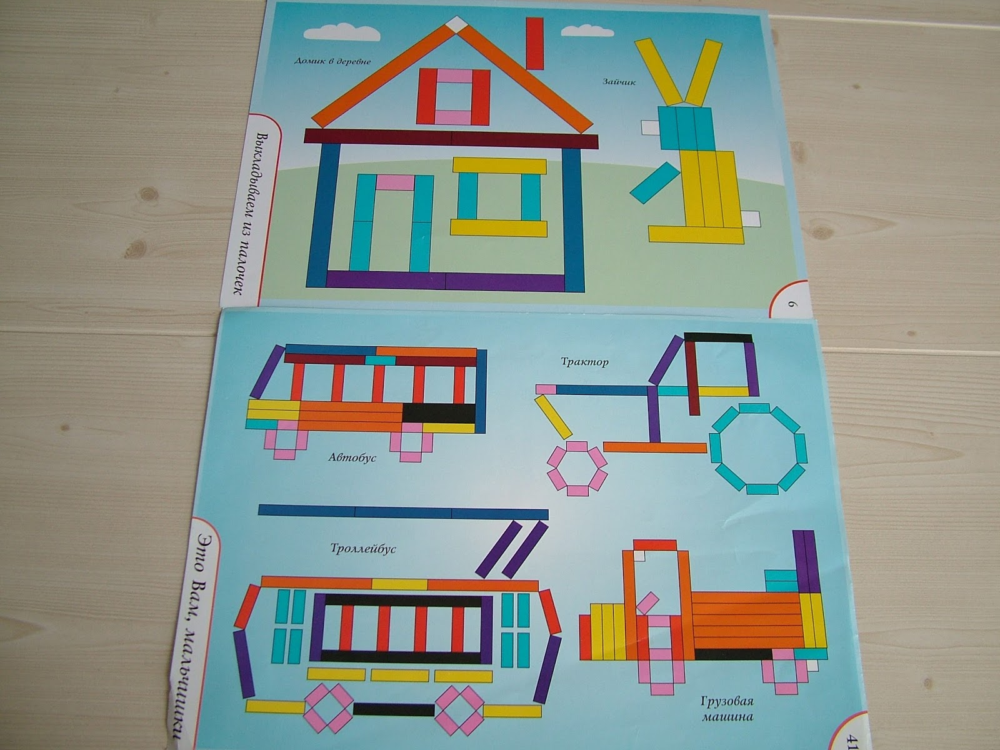 Домик в деревне
Зайчик
Выкладываем из палочек
6
Автобус
Трактор
Троллейбус
Грузовая
машина
Это Вам, мальчишки
41